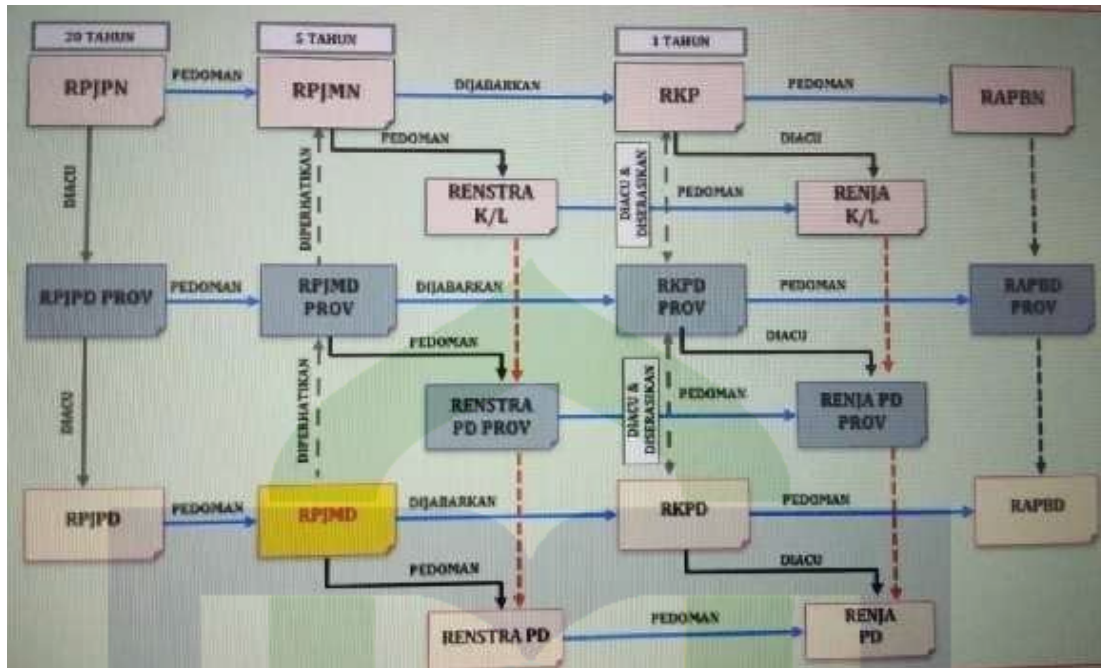 20 TAHUN
5 TAHUN
1 TAHUN
RPJPN
PEDOMAN
RPJMN
DIJABARKAN
RKP
PEDOMAN
RAPBN
DIACU
DIPERHATIKAN
PEDOMAN
RENSTRA
K/L
DIACU &
DISERASIKAN
PEDOMAN
DIACU
RENJA
K/L
RPJPD PROV
PEDOMAN
RPJMD
PROV
DIJABARKAN
RKPD
PROV
PEDOMAN
RAPBD
PROV
DIACU
DIPERHATIKAN
PEDOMAN
RENSTRA
PD PROV
DIACU &
DISERASIKAN
PEDOMAN
DIACU
RENJA PD
PROV
RPJPD
PEDOMAN
RPJMD
DIJABARKAN
RKPD
PEDOMAN
RAPBD
PEDOMAN
RENSTRA PD
PEDOMAN
DIACU
RENJA
PD